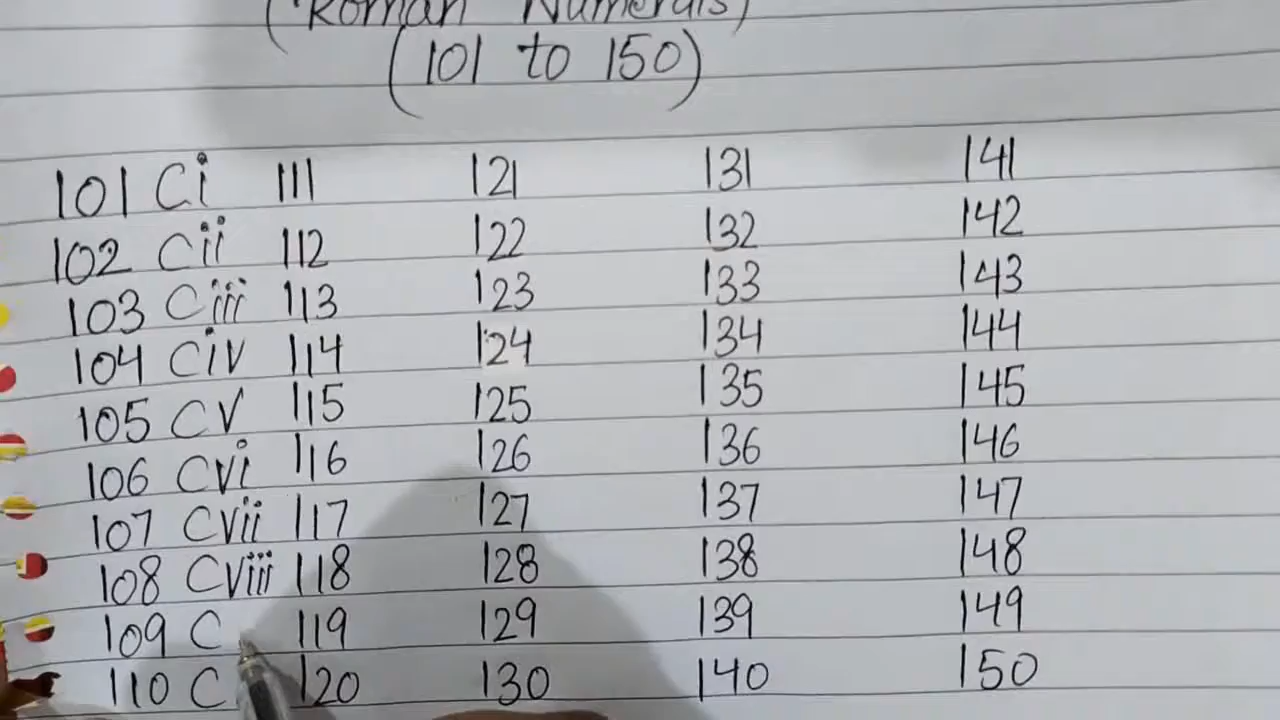 (Roman Numerals)
(101 to 150)
101 Ci 111 121 131 141
102 Cii 112 122 132 142
103 Ciii 113 123 133 143
104 Civ 114 124 134 144
105 CV 115 125 135 145
106 CVi 116 126 136 146
107 CVii 117 127 137 147
108 CViii 118 128 138 148
109 C 119 129 139 149
110 C 120 130 140 150